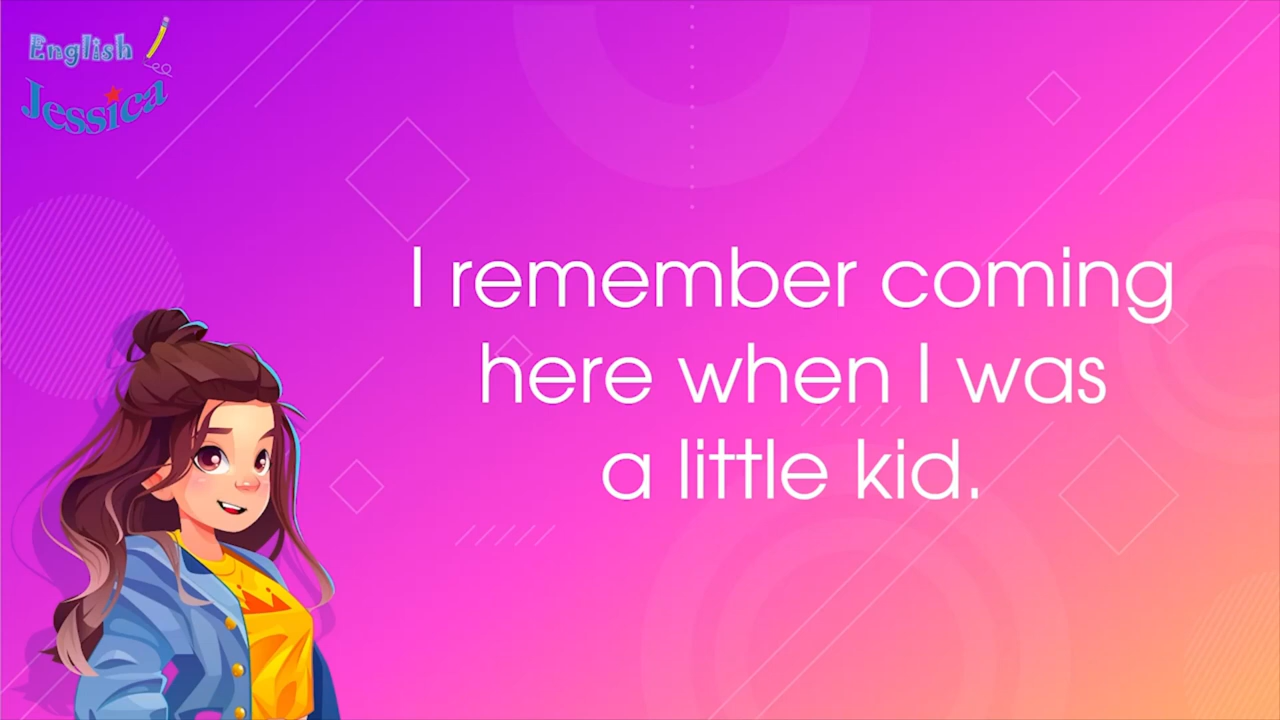 English
Jessica
I remember coming
here when I was
a little kid.